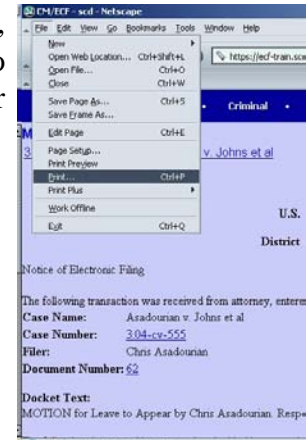 CM/ECF - scd - Netscape
File Edit View Go Bookmarks Tools Window Help
New
Open Web Location... Ctrl+Shift+L
Open File... Ctrl+O
Close Ctrl+W
https://ecf-train.sc
Save Page As... Ctrl+S
Save Frame As...
Criminal •
Edit Page Ctrl+E
Page Setup...
Print Preview
v. Johns et al
Print... Ctrl+P
Print Plus
Work Offline
U.S.
Exit Ctrl+Q
District
Notice of Electronic Filing
The following transaction was received from attorney, entere
Case Name: Asadourian v. Johns et al
Case Number: 3:04-cv-555
Filer: Chris Asadourian
Document Number: 62
Docket Text:
MOTION for Leave to Appear by Chris Asadourian. Resp